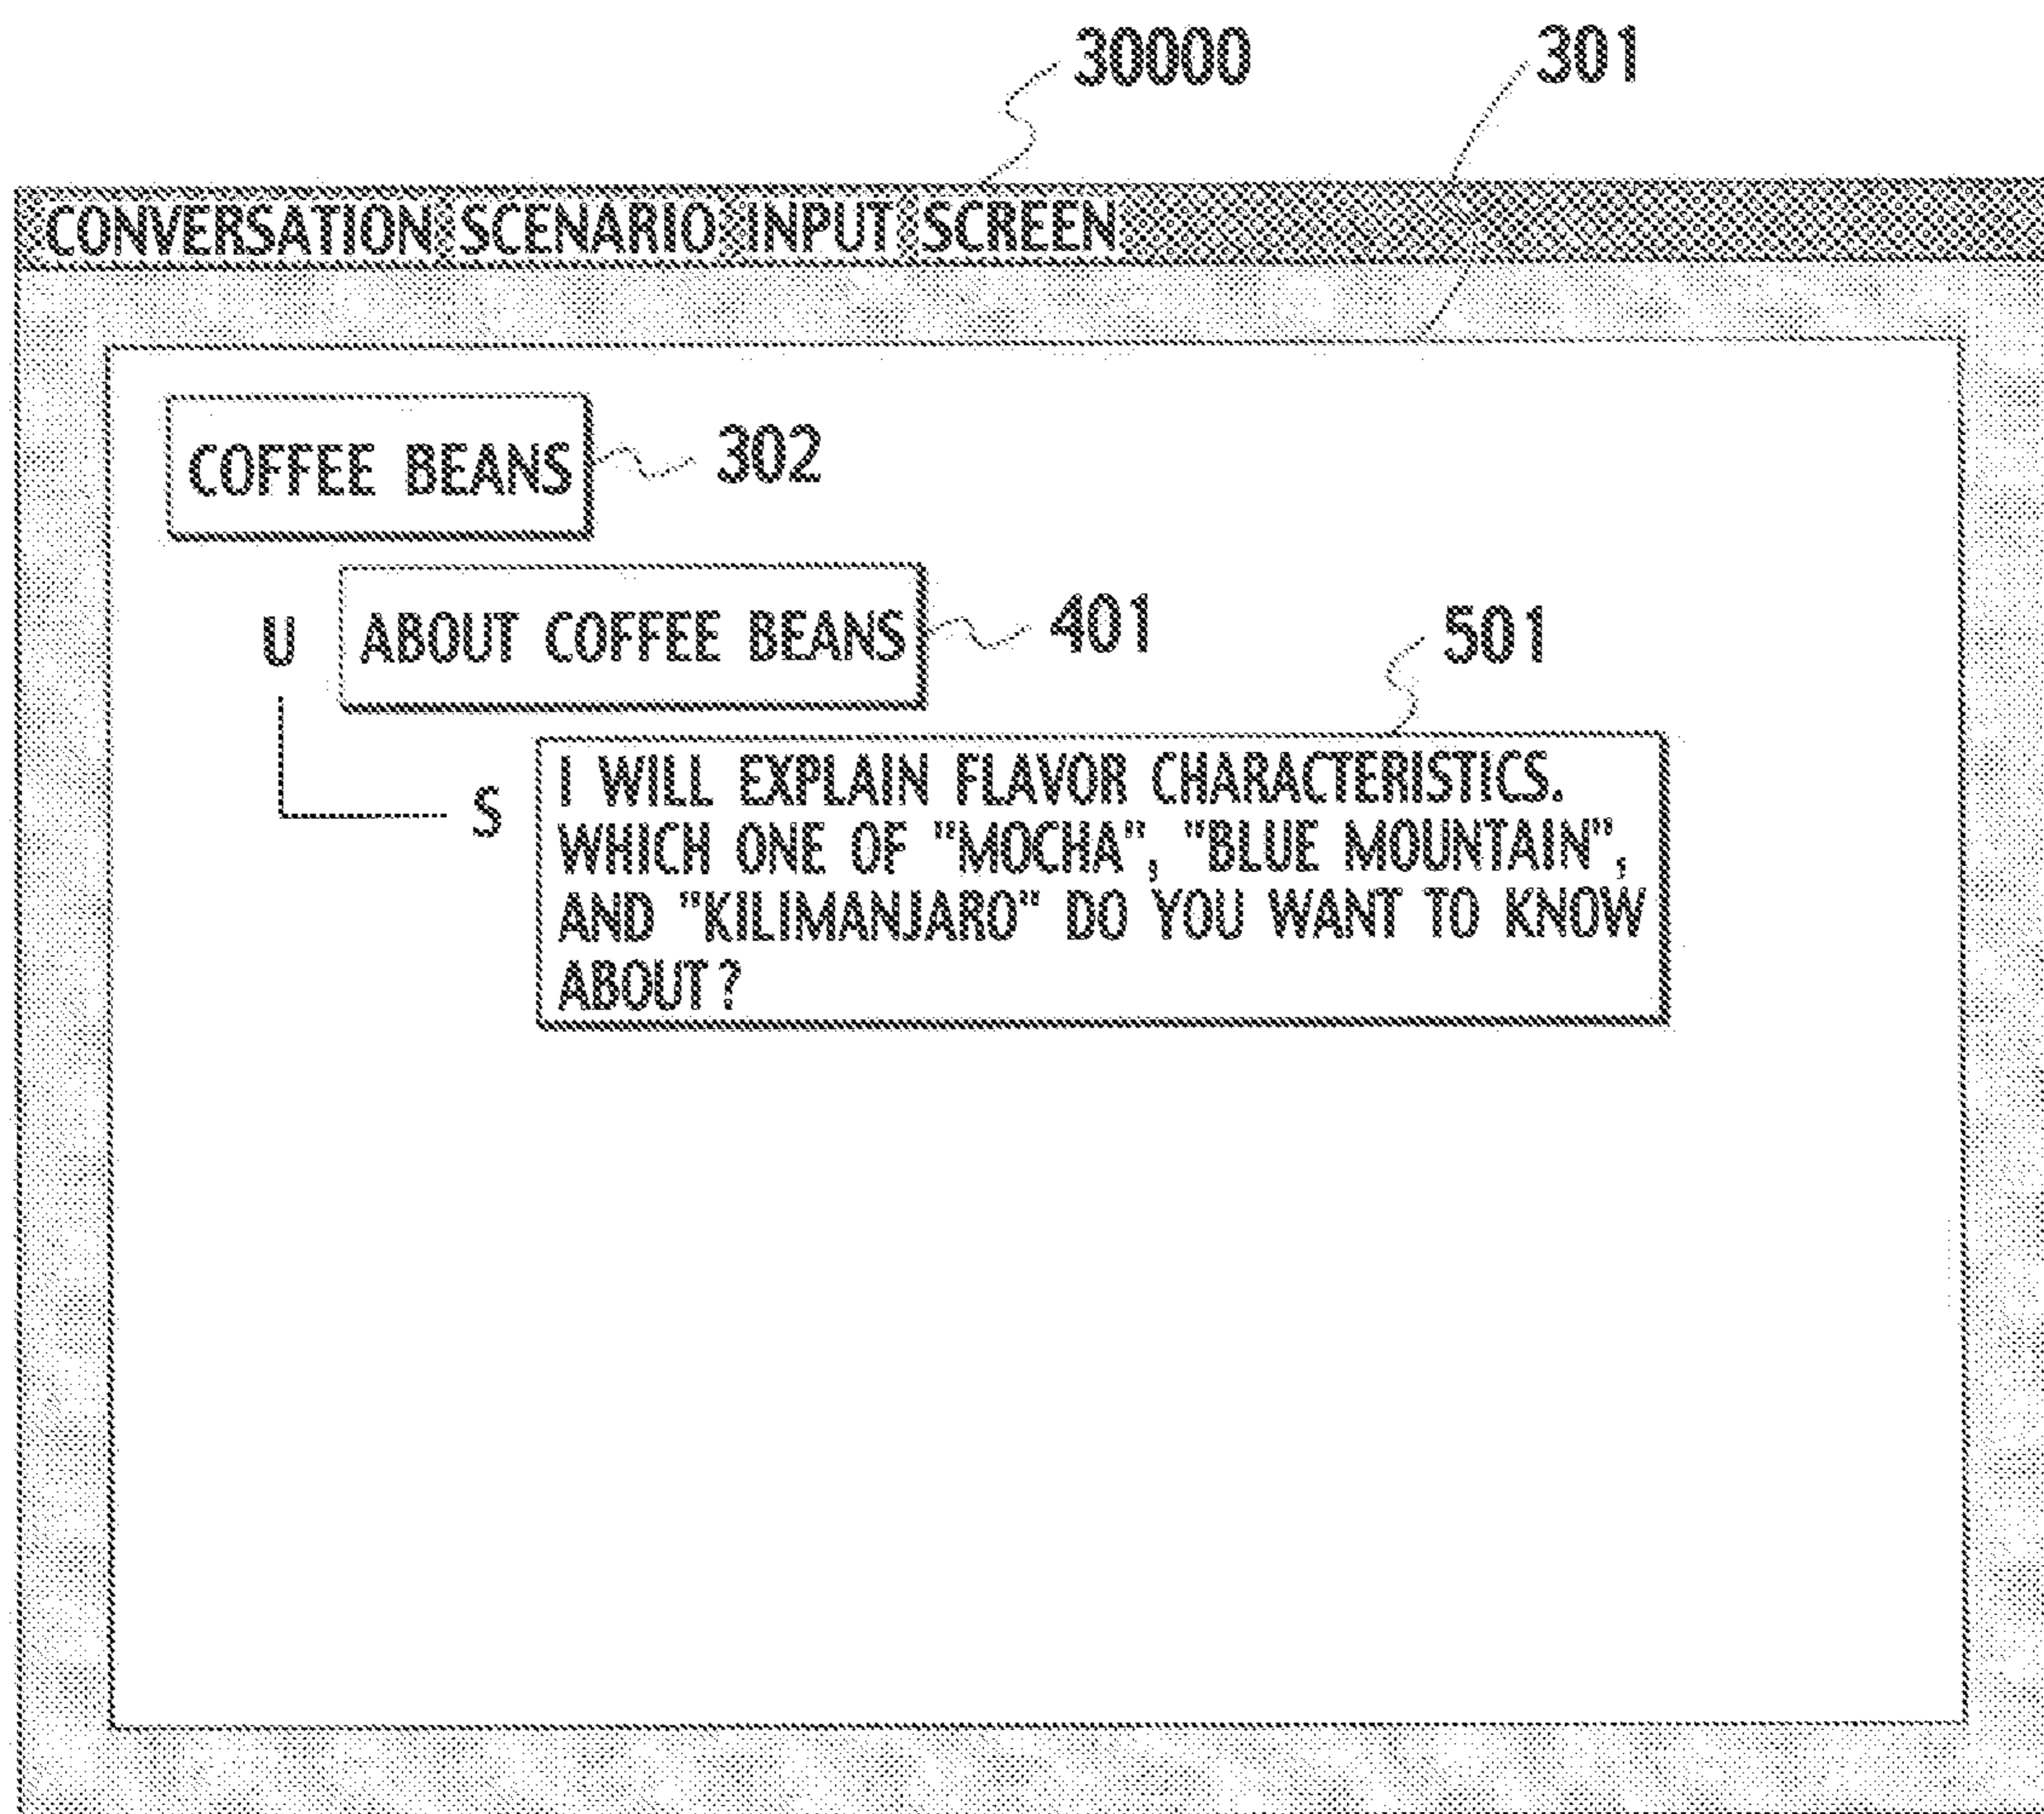 30000
301
CONVERSATION SCENARIO INPUT SCREEN
COFFEE BEANS
302
U
ABOUT COFFEE BEANS
401
501
S
I WILL EXPLAIN FLAVOR CHARACTERISTICS.
WHICH ONE OF "MOCHA", "BLUE MOUNTAIN",
AND "KILIMANJARO" DO YOU WANT TO KNOW
ABOUT?